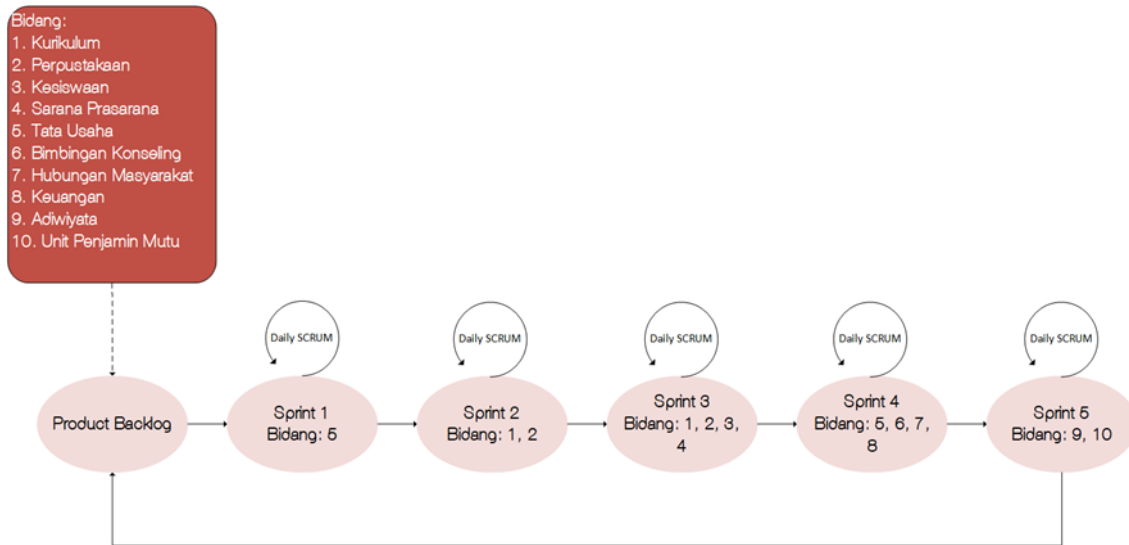 Bidang:
1. Kurikulum
2. Perpustakaan
3. Kesiswaan
4. Sarana Prasarana
5. Tata Usaha
6. Bimbingan Konseling
7. Hubungan Masyarakat
8. Keuangan
9. Adiwiyata
10. Unit Penjamin Mutu
Daily SCRUM
Daily SCRUM
Daily SCRUM
Daily SCRUM
Daily SCRUM
Product Backlog
Sprint 1
Bidang: 5
Sprint 2
Bidang: 1, 2
Sprint 3
Bidang: 1, 2, 3,
4
Sprint 4
Bidang: 5, 6, 7,
8
Sprint 5
Bidang: 9, 10